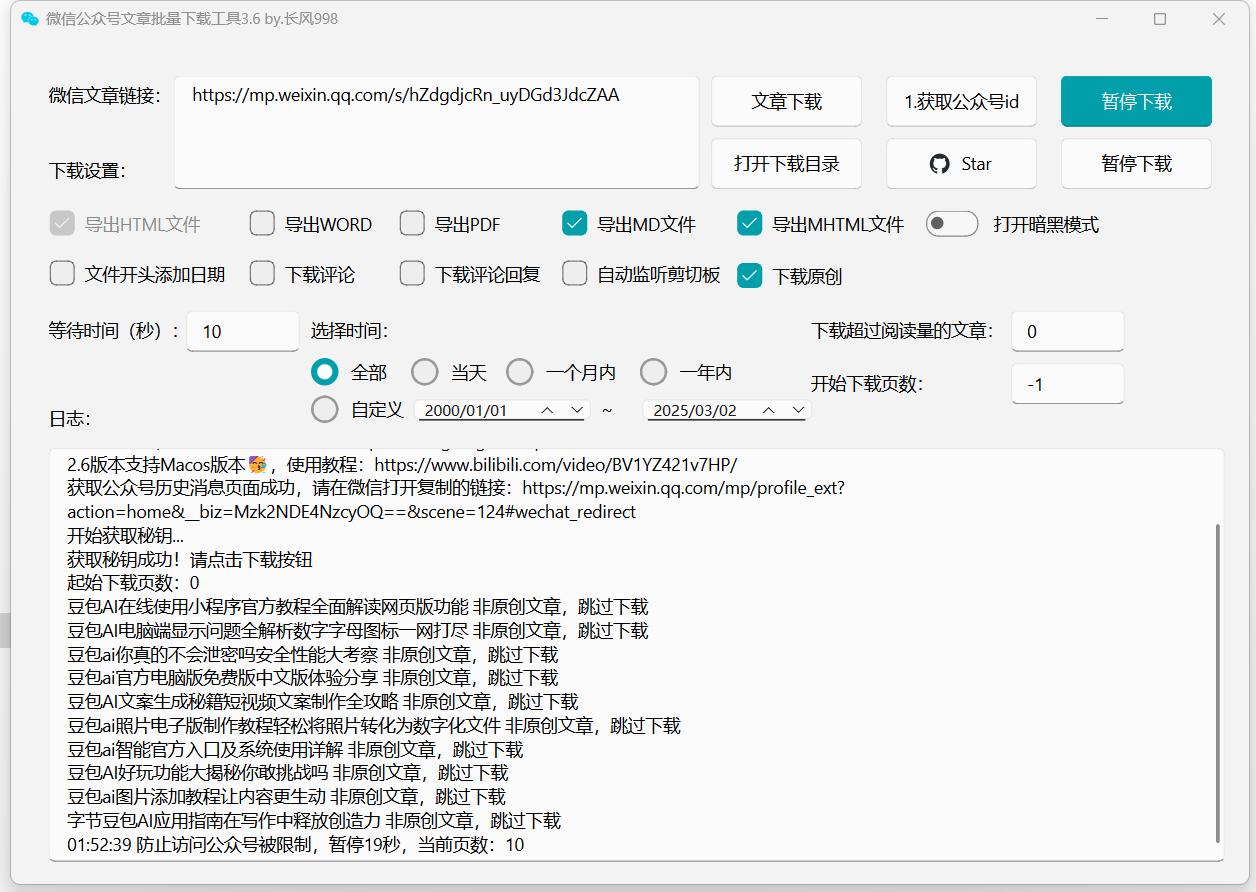 微信公众号文章批量下载工具3.6 by.长风998
微信文章链接：
https://mp.weixin.qq.com/s/hZdgdjcRn_uyDGd3JdcZAA
文章下载
1.获取公众号id
暂停下载
下载设置：
打开下载目录
Star
暂停下载
导出HTML文件
导出WORD
导出PDF
导出MD文件
导出MHTML文件
打开暗黑模式
文件开头添加日期
下载评论
下载评论回复
自动监听剪切板
下载原创
等待时间（秒）：
10
选择时间：
下载超过阅读量的文章：
0
全部
当天
一个月内
一年内
开始下载页数：
-1
自定义
2000/01/01
~
2025/03/02
日志：
2.6版本支持Macos版本🥳，使用教程：https://www.bilibili.com/video/BV1YZ421v7HP/
获取公众号历史消息页面成功，请在微信打开复制的链接：https://mp.weixin.qq.com/mp/profile_ext?
action=home&__biz=Mzk2NDE4NzcyOQ==&scene=124#wechat_redirect
开始获取秘钥...
获取秘钥成功！请点击下载按钮
起始下载页数：0
豆包AI在线使用小程序官方教程全面解读网页版功能 非原创文章，跳过下载
豆包AI电脑端显示问题全解析数字字母图标一网打尽 非原创文章，跳过下载
豆包ai你真的不会泄密吗安全性能大考察 非原创文章，跳过下载
豆包ai官方电脑版免费版中文版体验分享 非原创文章，跳过下载
豆包AI文案生成秘籍短视频文案制作全攻略 非原创文章，跳过下载
豆包ai照片电子版制作教程轻松将照片转化为数字化文件 非原创文章，跳过下载
豆包ai智能官方入口及系统使用详解 非原创文章，跳过下载
豆包AI好玩功能大揭秘你敢挑战吗 非原创文章，跳过下载
豆包ai图片添加教程让内容更生动 非原创文章，跳过下载
字节豆包AI应用指南在写作中释放创造力 非原创文章，跳过下载
01:52:39 防止访问公众号被限制，暂停19秒，当前页数：10